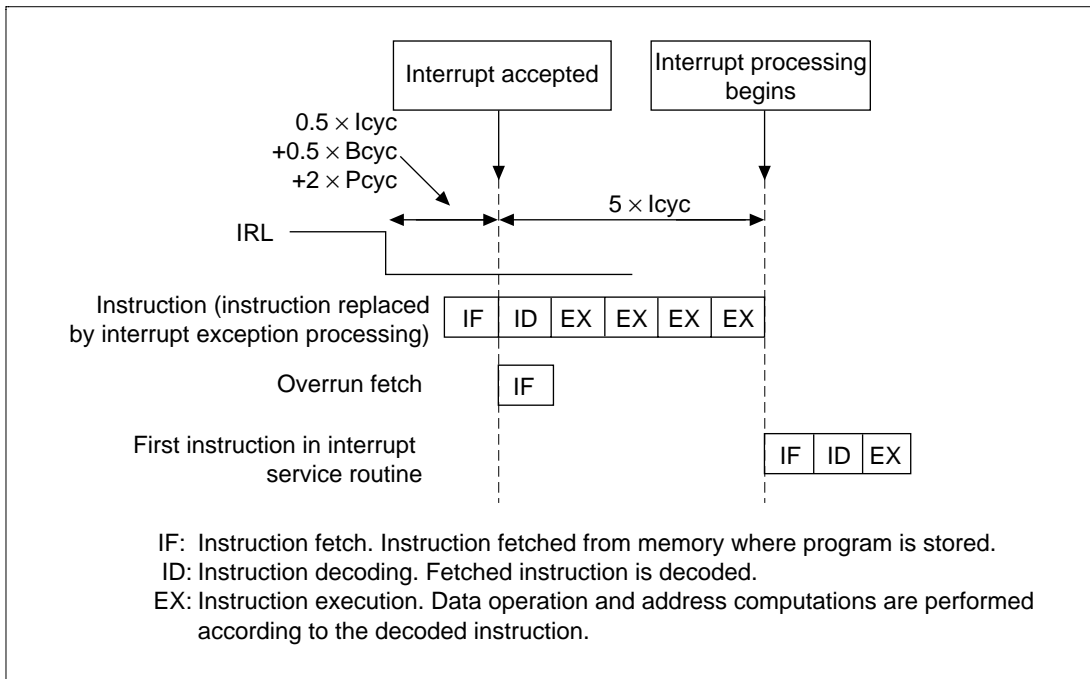 Interrupt accepted
Interrupt processing
begins
0.5 × Icyc
+0.5 × Bcyc
+2 × Pcyc
5 × Icyc
IRL
Instruction (instruction replaced
by interrupt exception processing)
IF ID EX EX EX EX
Overrun fetch
IF
First instruction in interrupt
service routine
IF ID EX
IF: Instruction fetch. Instruction fetched from memory where program is stored.
ID: Instruction decoding. Fetched instruction is decoded.
EX: Instruction execution. Data operation and address computations are performed
according to the decoded instruction.